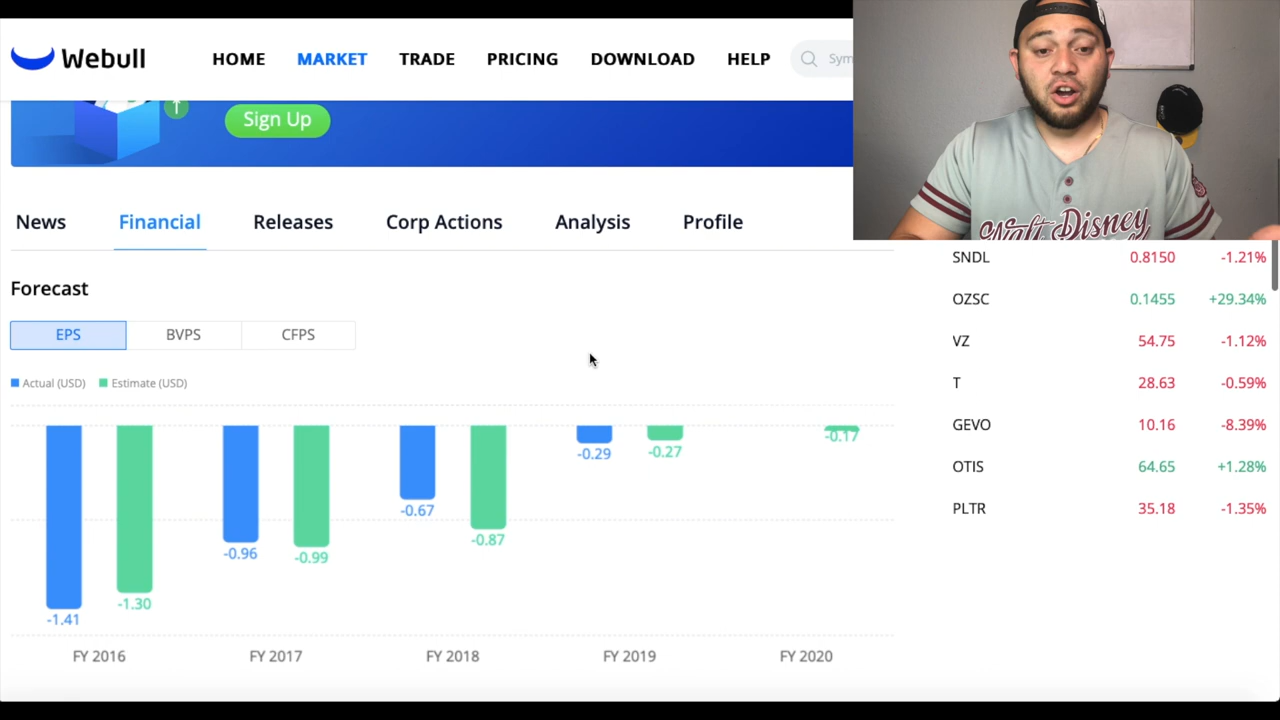 Webull
HOME MARKET TRADE PRICING DOWNLOAD HELP Sym
Sign Up
News Financial Releases Corp Actions Analysis Profile
Walt Disney
Forecast
EPS BVPS CFPS
Actual (USD) Estimate (USD)
-1.41 -1.30 -0.96 -0.99 -0.67 -0.87 -0.29 -0.27 -0.17
FY 2016 FY 2017 FY 2018 FY 2019 FY 2020
SNDL 0.8150 -1.21%
OZSC 0.1455 +29.34%
VZ 54.75 -1.12%
T 28.63 -0.59%
GEVO 10.16 -8.39%
OTIS 64.65 +1.28%
PLTR 35.18 -1.35%